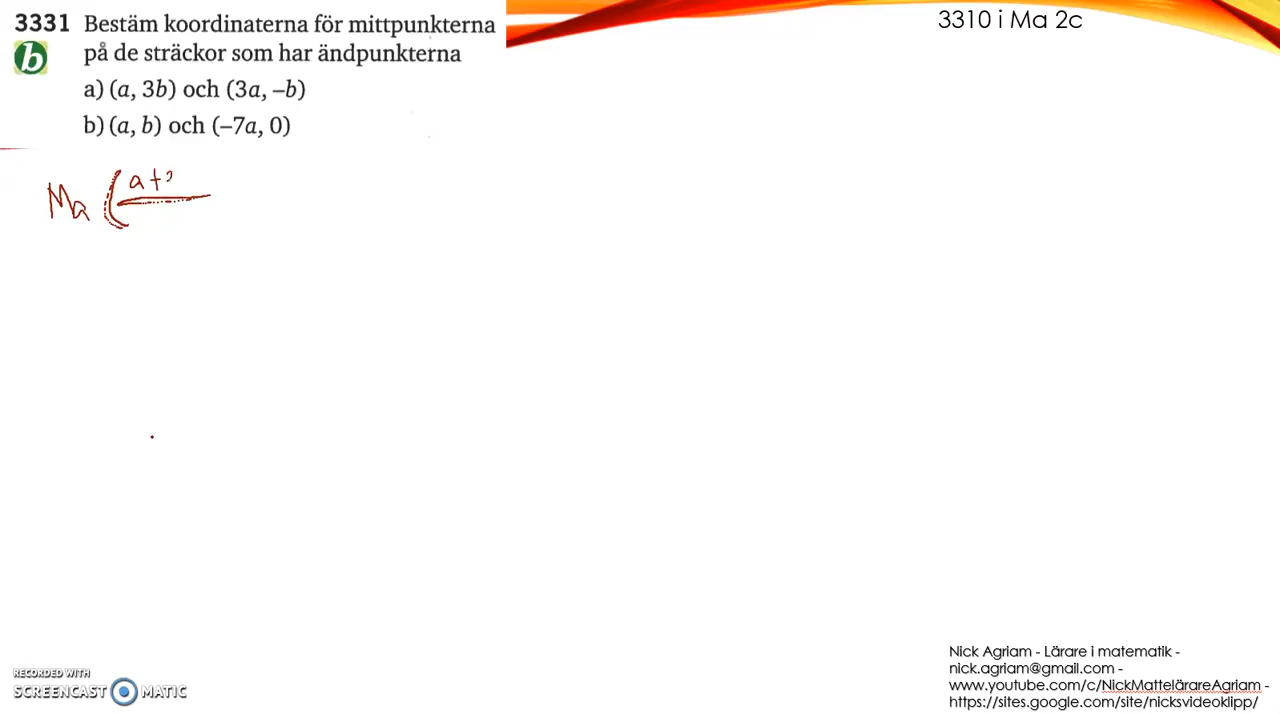 3331 Bestäm koordinaterna för mittpunkterna
b på de sträckor som har ändpunkterna
a) (a, 3b) och (3a, –b)
b) (a, b) och (–7a, 0)
3310 i Ma 2c
Ma ( a+
RECORDED WITH
SCREENCAST MATIC
Nick Agriam - Lärare i matematik -
nick.agriam@gmail.com -
www.youtube.com/c/NickMattelärareAgriam -
https://sites.google.com/site/nicksvideoklipp/